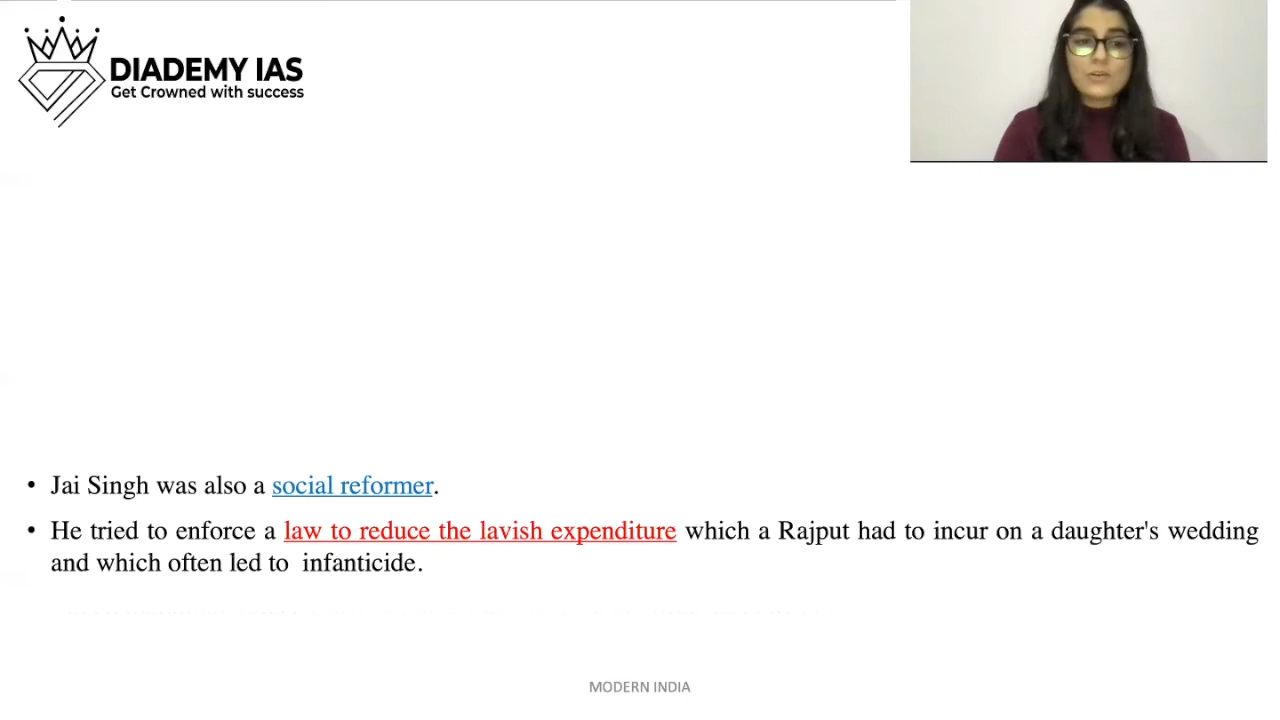 DIADEMY IAS
Get Crowned with success
• Jai Singh was also a social reformer.
• He tried to enforce a law to reduce the lavish expenditure which a Rajput had to incur on a daughter's wedding
and which often led to infanticide.
MODERN INDIA